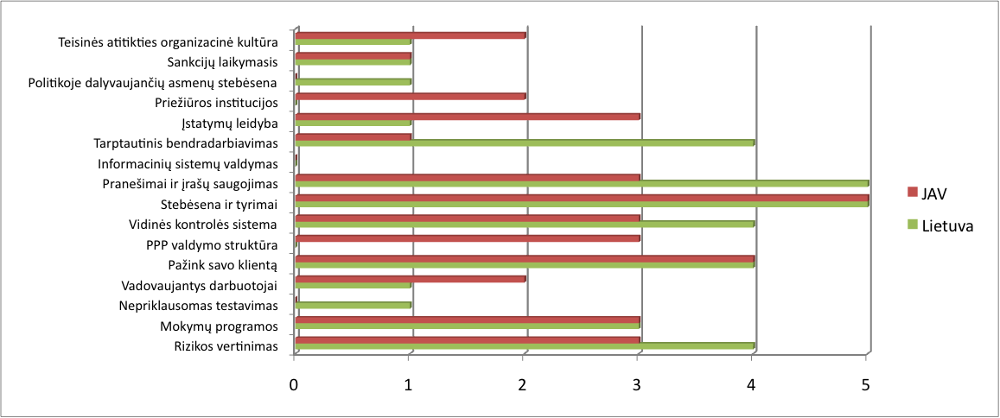 Teisinės atitikties organizacinė kultūra
Sankcijų laikymasis
Politikoje dalyvaujančių asmenų stebėsena
Priežiūros institucijos
Įstatymų leidyba
Tarptautinis bendradarbiavimas
Informacinių sistemų valdymas
Pranešimai ir įrašų saugojimas
Stebėsena ir tyrimai
Vidinės kontrolės sistema
PPP valdymo struktūra
Pažink savo klientą
Vadovaujantys darbuotojai
Nepriklausomas testavimas
Mokymų programos
Rizikos vertinimas
0 1 2 3 4 5
JAV
Lietuva